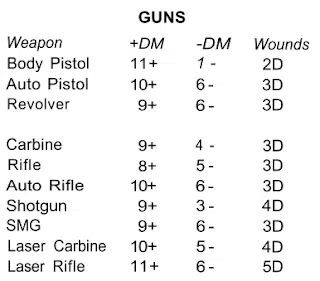 GUNS
Weapon +DM -DM Wounds
Body Pistol 11+ 1 - 2D
Auto Pistol 10+ 6 - 3D
Revolver 9+ 6 - 3D
Carbine 9+ 4 - 3D
Rifle 8+ 5 - 3D
Auto Rifle 10+ 6 - 3D
Shotgun 9+ 3 - 4D
SMG 9+ 6 - 3D
Laser Carbine 10+ 5 - 4D
Laser Rifle 11+ 6 - 5D